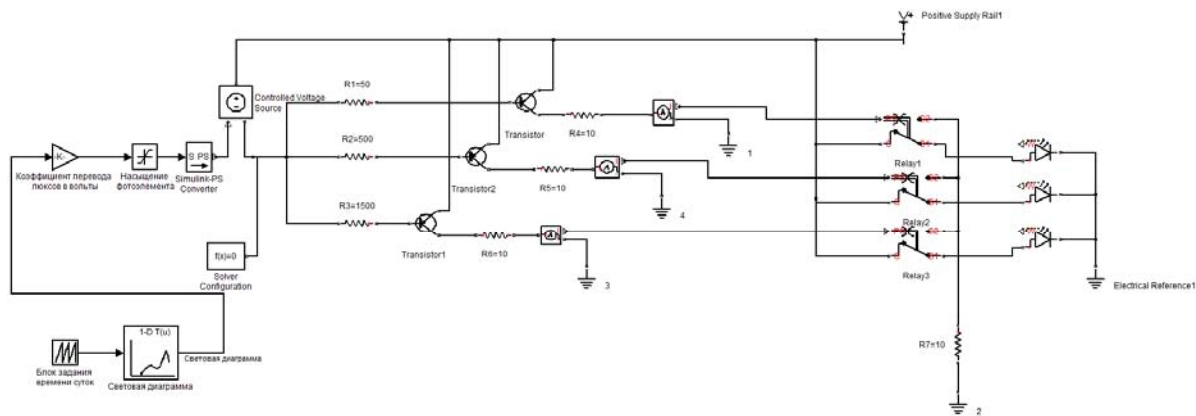 V+ Positive Supply Rail1
Controlled Voltage
Source
R1=50
Transistor
R4=10
1
R2=500
Transistor2
R5=10
4
R3=1500
Transistor1
R6=10
3
Relay1
Relay2
Relay3
Electrical Reference1
R7=10
2
-K-
Коэффициент перевода
люксов в вольты
Насыщение
фотоэлемента
S PS
Simulink-PS
Converter
f(x)=0
Solver
Configuration
1-D T(u)
Световая диаграмма
Блок задания
времени суток
Световая диаграмма